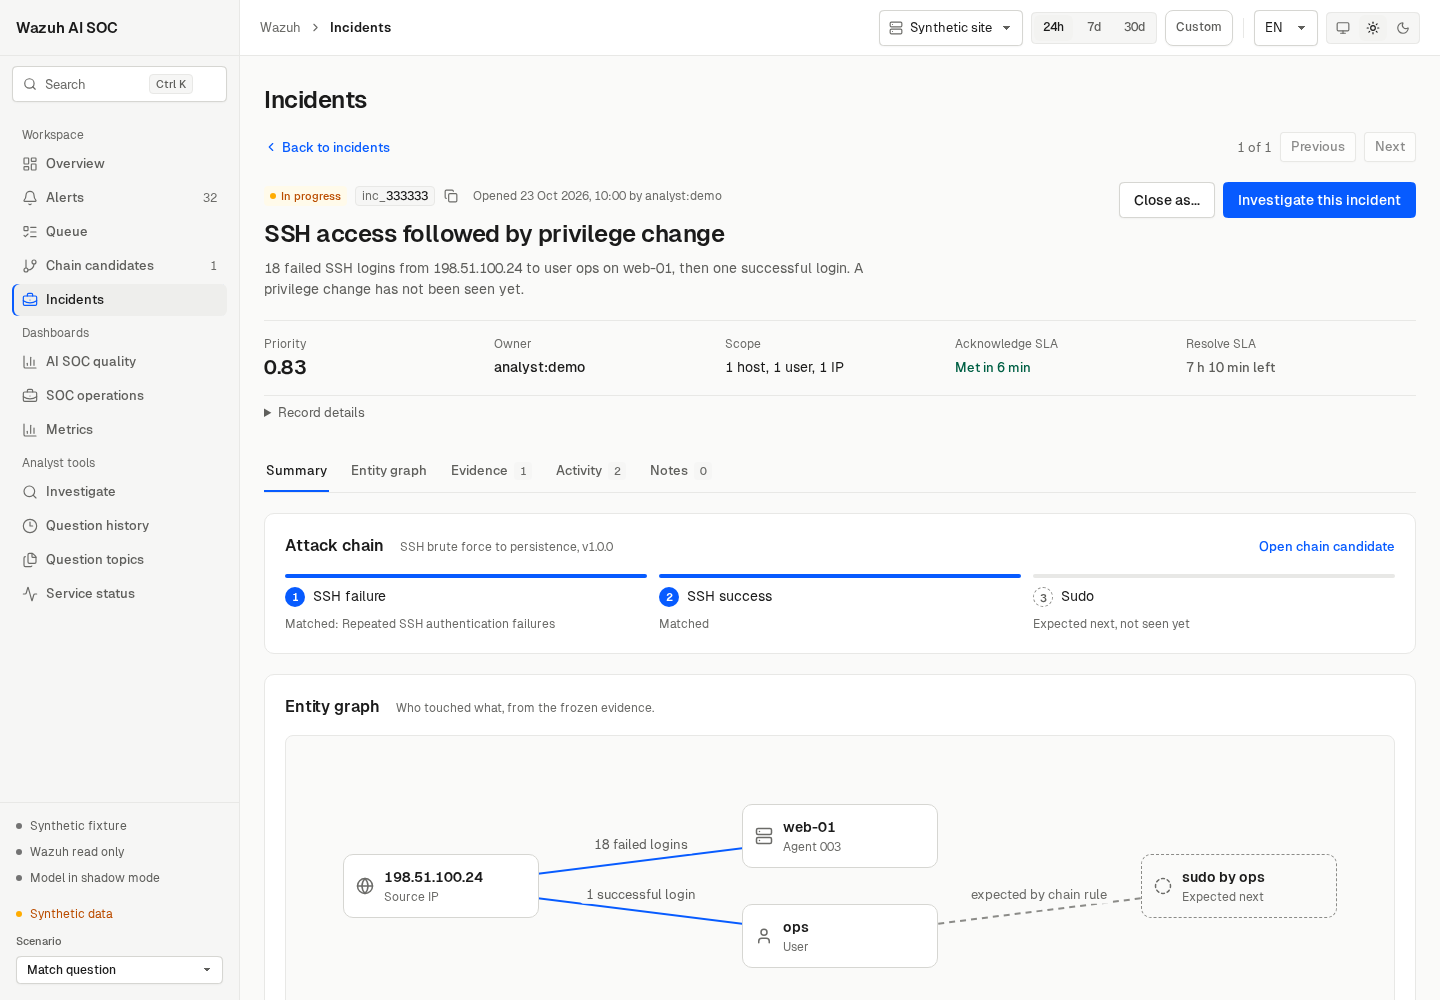 Wazuh AI SOC
Search
Ctrl K
Workspace
Overview
Alerts 32
Queue
Chain candidates 1
Incidents
Dashboards
AI SOC quality
SOC operations
Metrics
Analyst tools
Investigate
Question history
Question topics
Service status
Synthetic fixture
Wazuh read only
Model in shadow mode
Synthetic data
Scenario
Match question
Wazuh > Incidents
Synthetic site
24h 7d 30d
Custom
EN
Incidents
Back to incidents
1 of 1 Previous Next
In progress inc_333333 Opened 23 Oct 2026, 10:00 by analyst:demo
Close as... Investigate this incident
SSH access followed by privilege change
18 failed SSH logins from 198.51.100.24 to user ops on web-01, then one successful login. A
privilege change has not been seen yet.
Priority Owner Scope Acknowledge SLA Resolve SLA
0.83 analyst:demo 1 host, 1 user, 1 IP Met in 6 min 7 h 10 min left
Record details
Summary Entity graph Evidence 1 Activity 2 Notes 0
Attack chain SSH brute force to persistence, v1.0.0 Open chain candidate
1 SSH failure 2 SSH success 3 Sudo
Matched: Repeated SSH authentication failures Matched Expected next, not seen yet
Entity graph Who touched what, from the frozen evidence.
198.51.100.24
Source IP
18 failed logins
1 successful login
web-01
Agent 003
ops
User
expected by chain rule
sudo by ops
Expected next